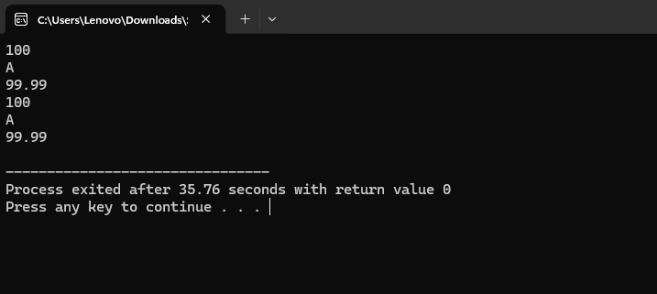 C:\Users\Lenovo\Downloads\
100
A
99.99
100
A
99.99
--------------------------------
Process exited after 35.76 seconds with return value 0
Press any key to continue . . .